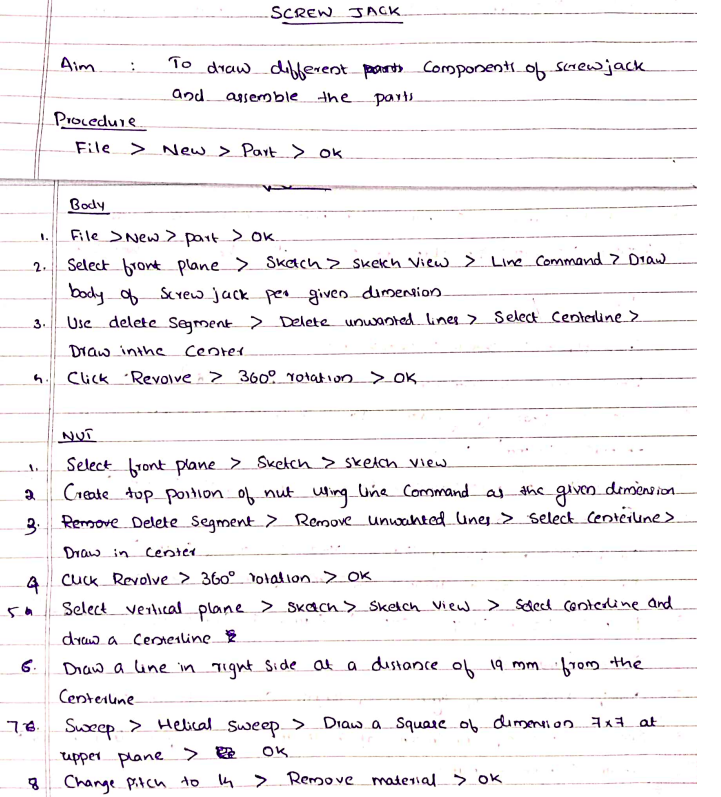 SCREW JACK
Aim : To draw different parts Components of screw jack
and assemble the parts
Procedure
File > New > Part > OK
Body
1. File > New > part > OK
2. Select front plane > Sketch > sketch view > Line Command > Draw
body of Screw jack per given dimension
3. Use delete Segment > Delete unwanted lines > Select Centerline >
Draw inthe Center
4. Click Revolve > 360° rotation > OK
NUT
1. Select front plane > Sketch > sketch view
2 Create top portion of nut using line Command as the given dimension
3. Remove Delete Segment > Remove unwanted lines > Select Centerline >
Draw in center
4 Click Revolve > 360° rotation > OK
5 Select vertical plane > Sketch > Sketch view > Select centerline and
draw a Centerline
6. Draw a line in right side at a distance of 19 mm from the
Centerline
7. Sweep > Helical sweep > Draw a Square of dimension 7x7 at
upper plane > OK
8 Change pitch to 14 > Remove material > OK